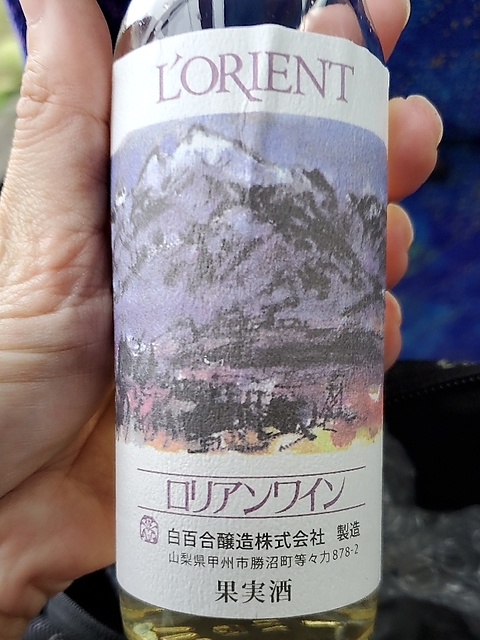 L'ORIENT
ロリアンワイン
白百合醸造株式会社 製造
山梨県甲州市勝沼町等々力878-2
果実酒